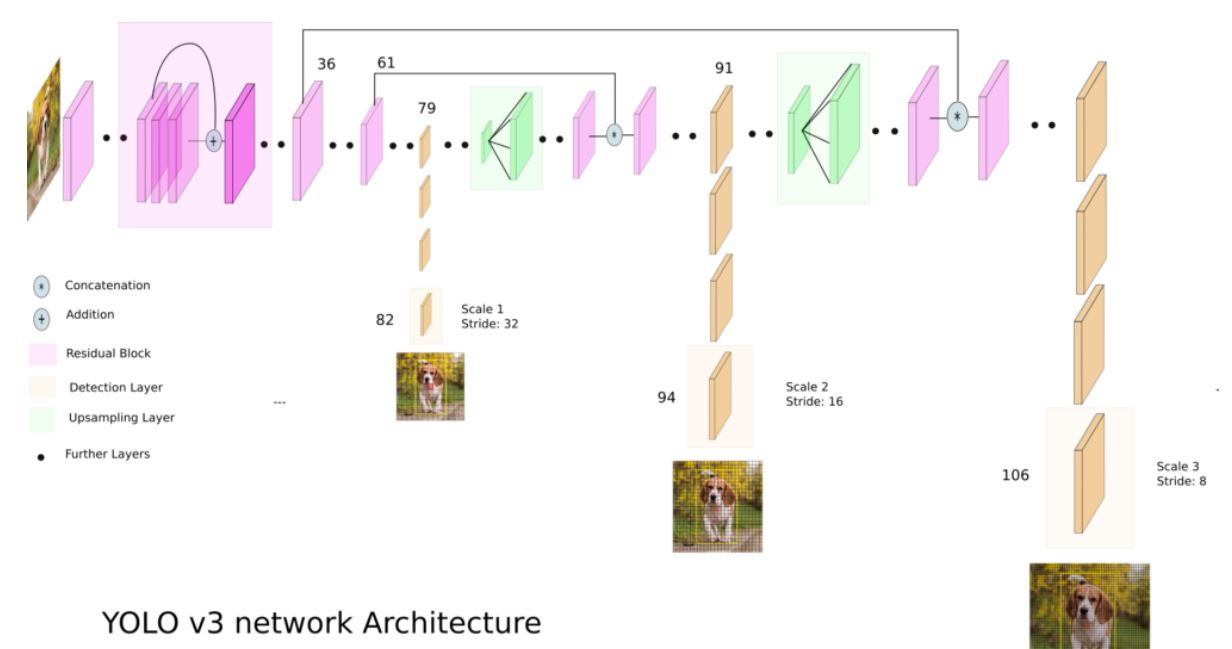 36
61
91
79
Concatenation
Addition
Residual Block
Detection Layer
Upsampling Layer
Further Layers
---
82
Scale 1
Stride: 32
94
Scale 2
Stride: 16
106
Scale 3
Stride: 8
YOLO v3 network Architecture